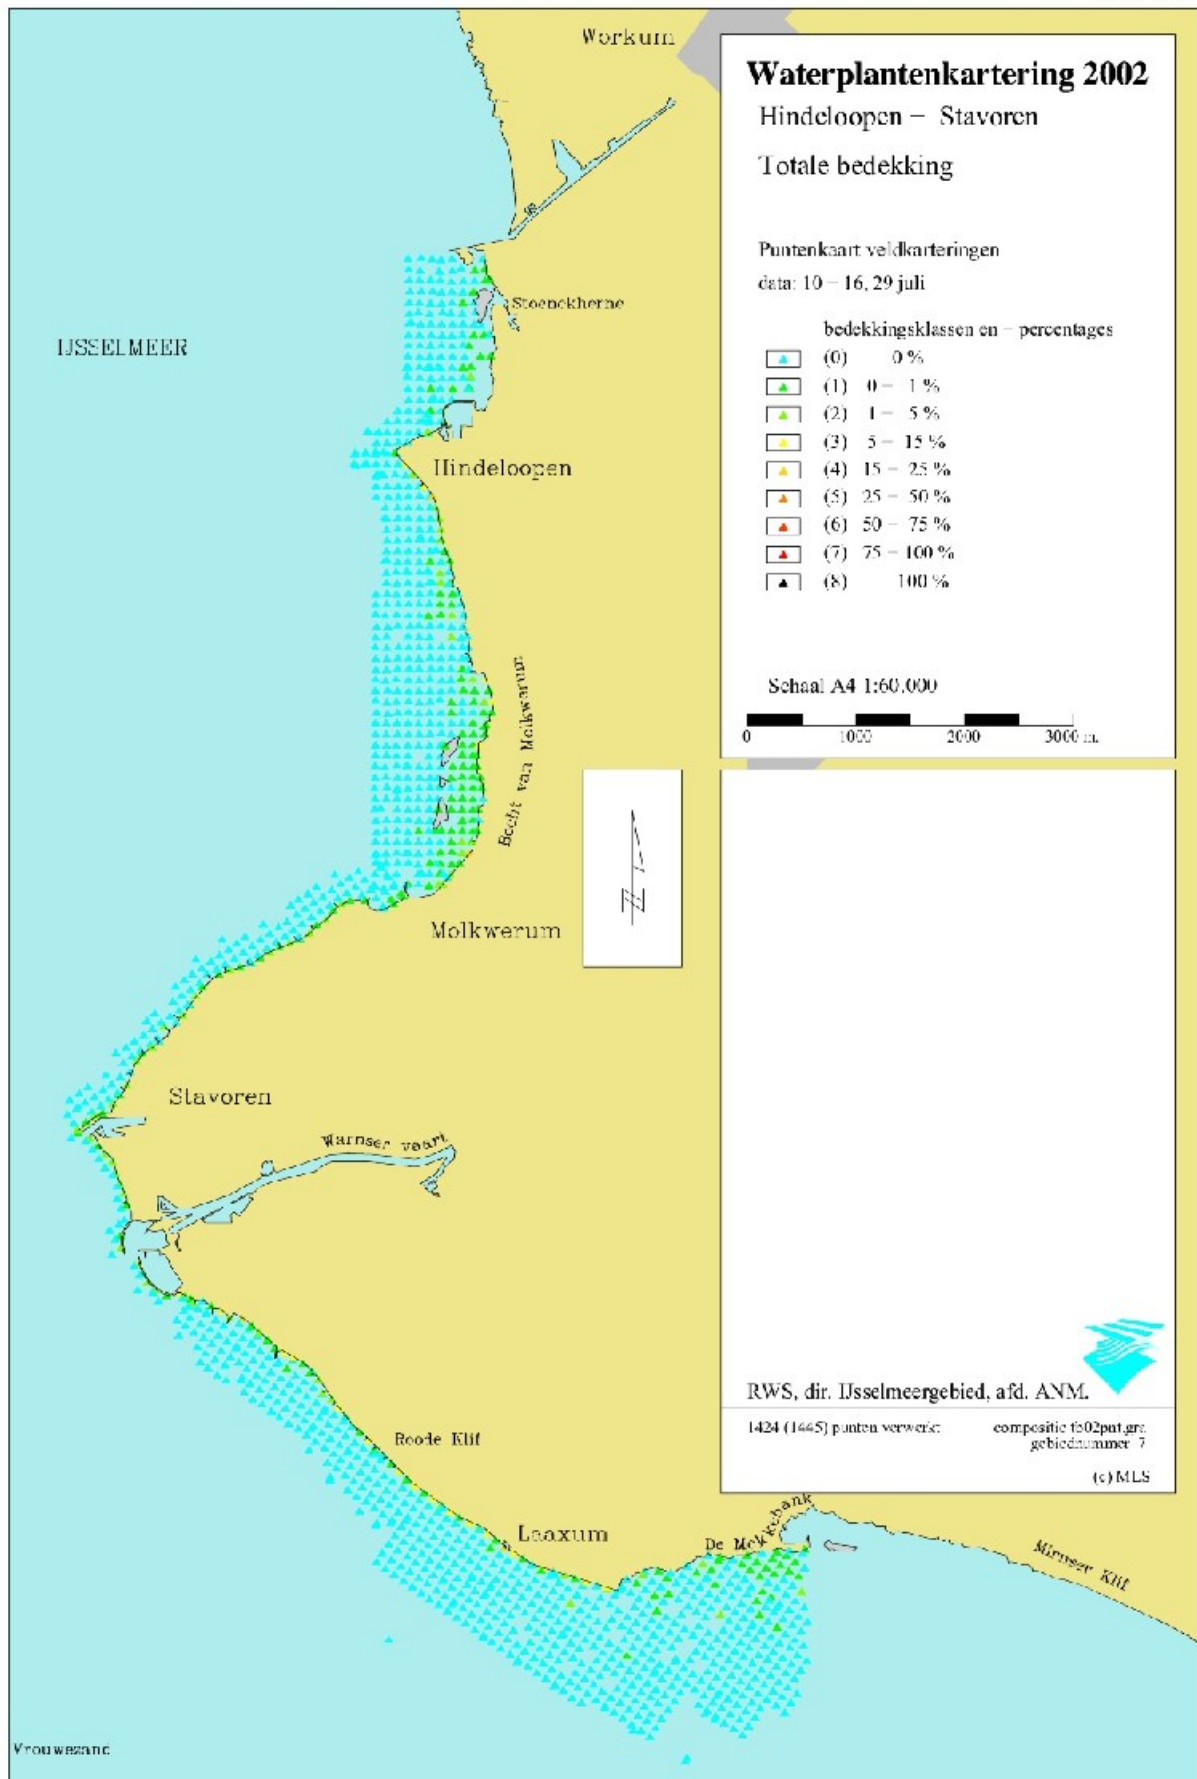 Workum
Waterplantenkartering 2002
Hindeloopen – Stavoren
Totale bedekking
Puntenkaart veldkarteringen
data: 10 – 16, 29 juli
bedekkingsklassen en – percentages
(0) 0 %
(1) 0 – 1 %
(2) 1 – 5 %
(3) 5 – 15 %
(4) 15 – 25 %
(5) 25 – 50 %
(6) 50 – 75 %
(7) 75 – 100 %
(8) 100 %
Schaal A4 1:60.000
0 1000 2000 3000 m.
Stoenckherne
IJSSELMEER
Hindeloopen
Bocht van Molkwerum
Molkwerum
Stavoren
Warnser vaart
Roode Klif
Laaxum
De Mokkebank
Mirnser Klif
Vrouwezand
RWS, dir. IJsselmeergebied, afd. ANM.
1424 (1445) punten verwerkt
compositie tb02pnt.gra
gebiednummer 7
(c) MLS